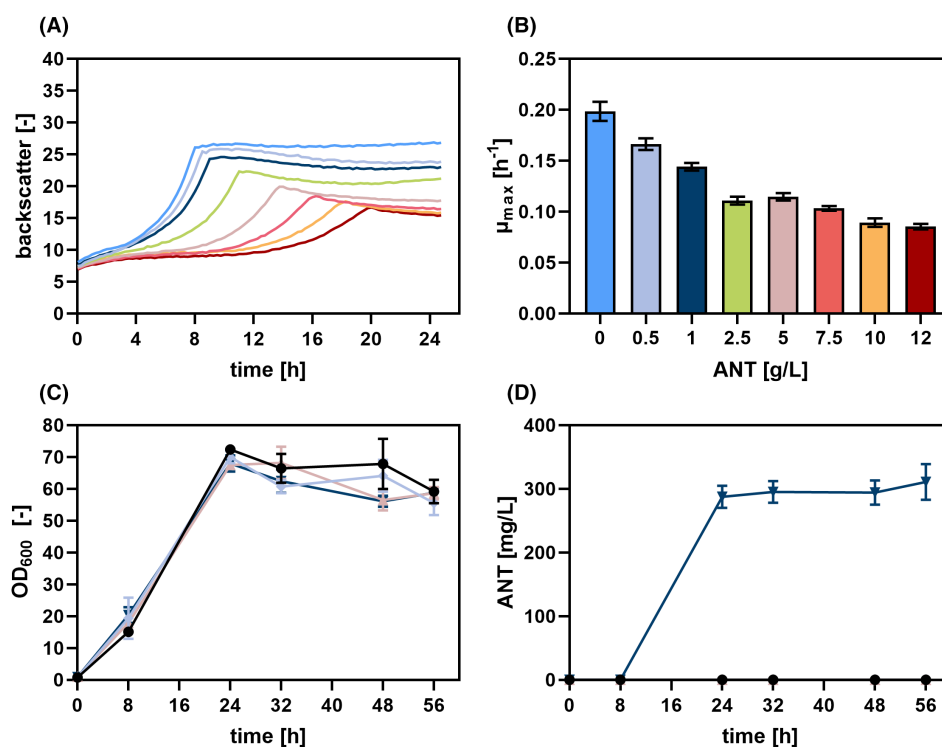 (A)
backscatter [-]
40
35
30
25
20
15
10
5
0
0 4 8 12 16 20 24
time [h]
(B)
μmax [h-1]
0.25
0.20
0.15
0.10
0.05
0.00
0 0.5 1 2.5 5 7.5 10 12
ANT [g/L]
(C)
OD600 [-]
80
70
60
50
40
30
20
10
0
0 8 16 24 32 40 48 56
time [h]
(D)
ANT [mg/L]
400
300
200
100
0
0 8 16 24 32 40 48 56
time [h]